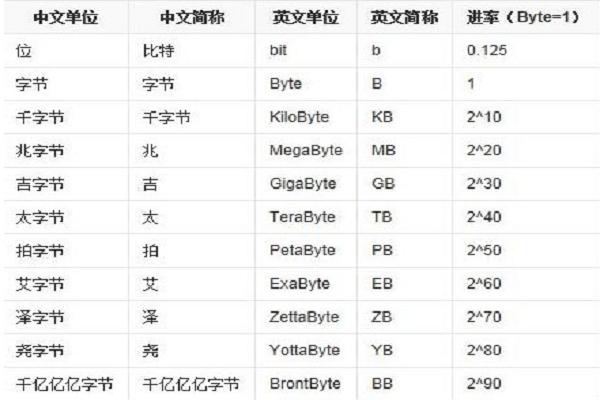 中文单位 中文简称 英文单位 英文简称 进率（Byte=1）
位 比特 bit b 0.125
字节 字节 Byte B 1
千字节 千字节 KiloByte KB 2^10
兆字节 兆 MegaByte MB 2^20
吉字节 吉 GigaByte GB 2^30
太字节 太 TeraByte TB 2^40
拍字节 拍 PetaByte PB 2^50
艾字节 艾 ExaByte EB 2^60
泽字节 泽 ZettaByte ZB 2^70
尧字节 尧 YottaByte YB 2^80
千亿亿亿字节 千亿亿亿字节 BrontByte BB 2^90